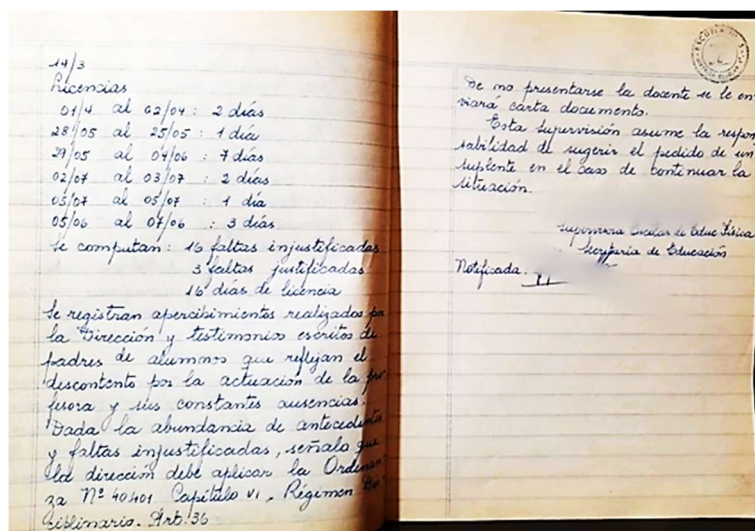 14/3
Licencias
01/4 al 02/04: 2 días
28/05 al 25/05: 1 día
29/05 al 04/06: 7 días
02/07 al 03/07: 2 días
05/07 al 05/07: 1 día
05/06 al 07/06: 3 días
Se computan: 16 faltas injustificadas
3 faltas justificadas
16 días de licencia
Se registran apercibimientos realizados
la Dirección y testimonios escritos de
padres de alumnos que reflejan el
descontento por la actuación de la pro
fesora y sus constantes ausencias.
Dada la abundancia de antecedentes
y faltas injustificadas, señalo que
la dirección debe aplicar la Ordenan
za Nº 40401 Capítulo VI - Régimen
ciplinario. Art. 36
ESCUELA
de no presentarse la docente se le en
viará carta documento.
Esta supervisión asume la respon
sabilidad de sugerir el pedido de un
suplente en el caso de continuar la
situación.
Supervisora Escolar de Educ. Física
Secretaría de Educación
Notificada: